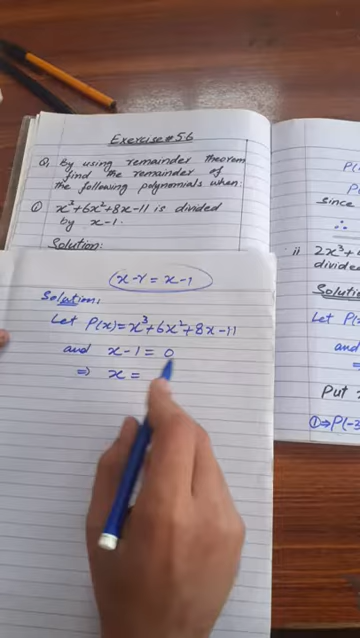 Exercise # 5.6
Q, By using remainder theorem
find the remainder of
the following polynomials when:
① x³+6x²+8x-11 is divided
by x-1.
Solution:
x-r = x-1
Solution:
Let P(x)=x³+6x²+8x-11
and x-1 = 0
⇒ x =
since
∴
ii 2x³+
divided
Solution
Let P(
and
Put
①⇒P(-3